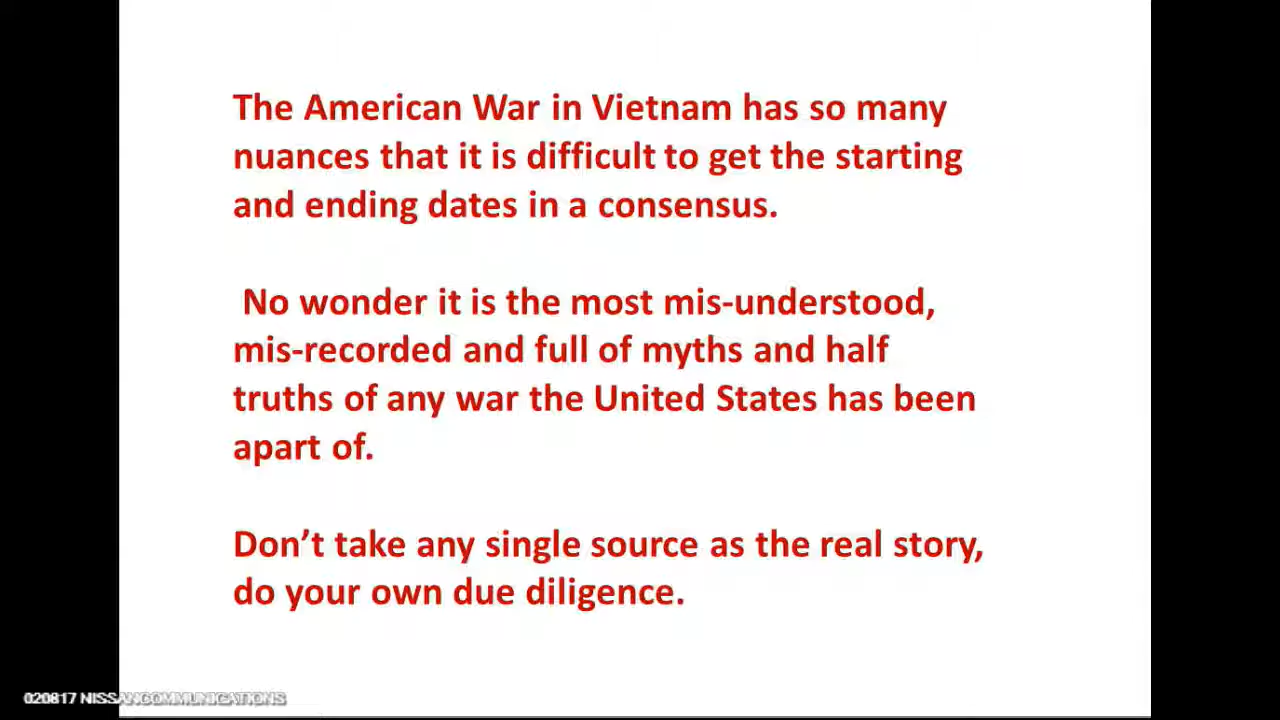 The American War in Vietnam has so many
nuances that it is difficult to get the starting
and ending dates in a consensus.
No wonder it is the most mis-understood,
mis-recorded and full of myths and half
truths of any war the United States has been
apart of.
Don’t take any single source as the real story,
do your own due diligence.
020817 NISSANCOMMUNICATIONS